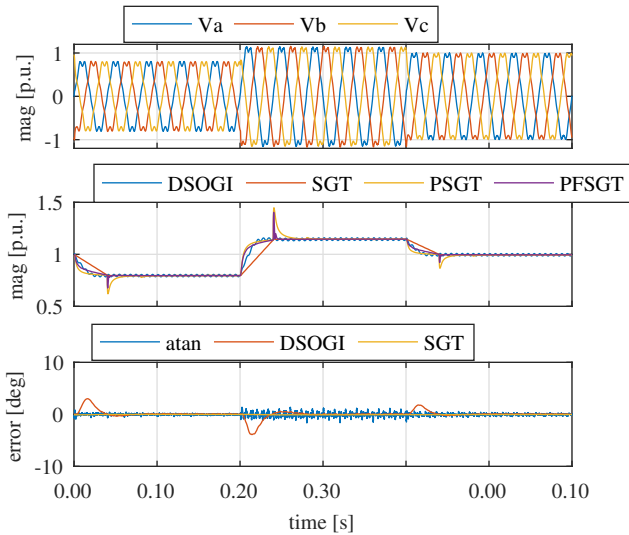 Va Vb Vc
1
0
-1
mag [p.u.]
DSOGI SGT PSGT PFSGT
1.5
1
0.5
mag [p.u.]
atan DSOGI SGT
10
0
-10
error [deg]
0.00 0.10 0.20 0.30 0.00 0.10
time [s]